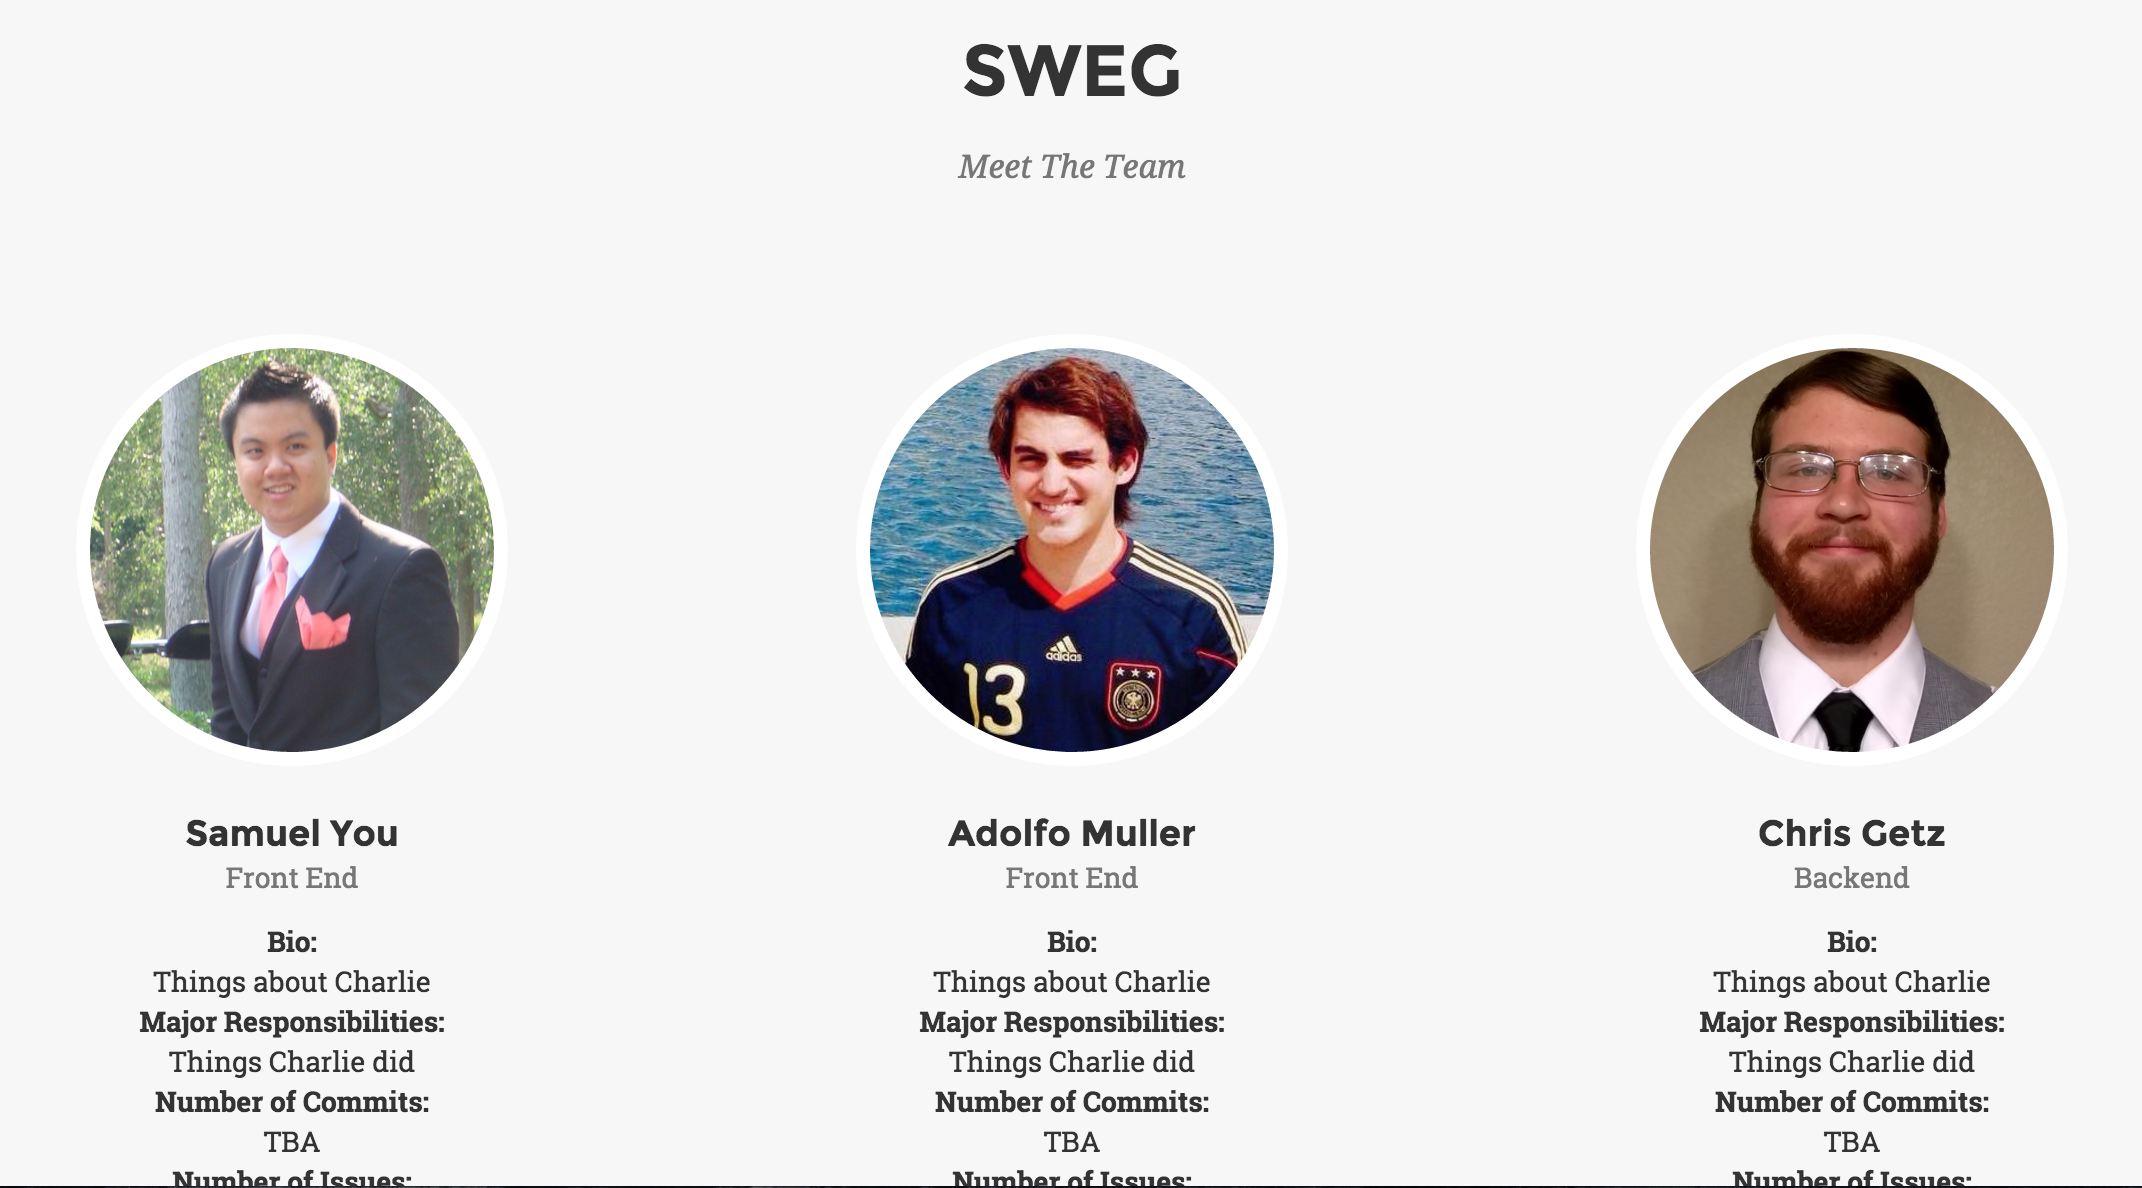 SWEG
Meet The Team
adidas
13
Samuel You
Front End
Bio:
Things about Charlie
Major Responsibilities:
Things Charlie did
Number of Commits:
TBA
Number of Issues:
Adolfo Muller
Front End
Bio:
Things about Charlie
Major Responsibilities:
Things Charlie did
Number of Commits:
TBA
Number of Issues:
Chris Getz
Backend
Bio:
Things about Charlie
Major Responsibilities:
Things Charlie did
Number of Commits:
TBA
Number of Issues: